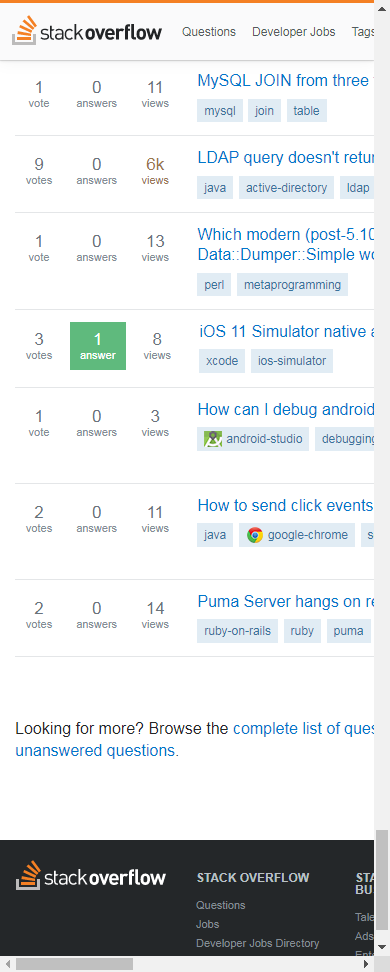 stackoverflow Questions Developer Jobs Tags
1 0 11 MySQL JOIN from three
vote answers views
mysql join table
9 0 6k LDAP query doesn't retur
votes answers views
java active-directory ldap
1 0 13 Which modern (post-5.10
vote answers views
Data::Dumper::Simple wo
perl metaprogramming
3 1 8 iOS 11 Simulator native a
votes answer views
xcode ios-simulator
1 0 3 How can I debug android
vote answers views
android-studio debugging
2 0 11 How to send click events
votes answers views
java google-chrome s
2 0 14 Puma Server hangs on re
votes answers views
ruby-on-rails ruby puma
Looking for more? Browse the complete list of ques
unanswered questions.
stackoverflow
STACK OVERFLOW
Questions
Jobs
Developer Jobs Directory
STA
BU
Tale
Ads